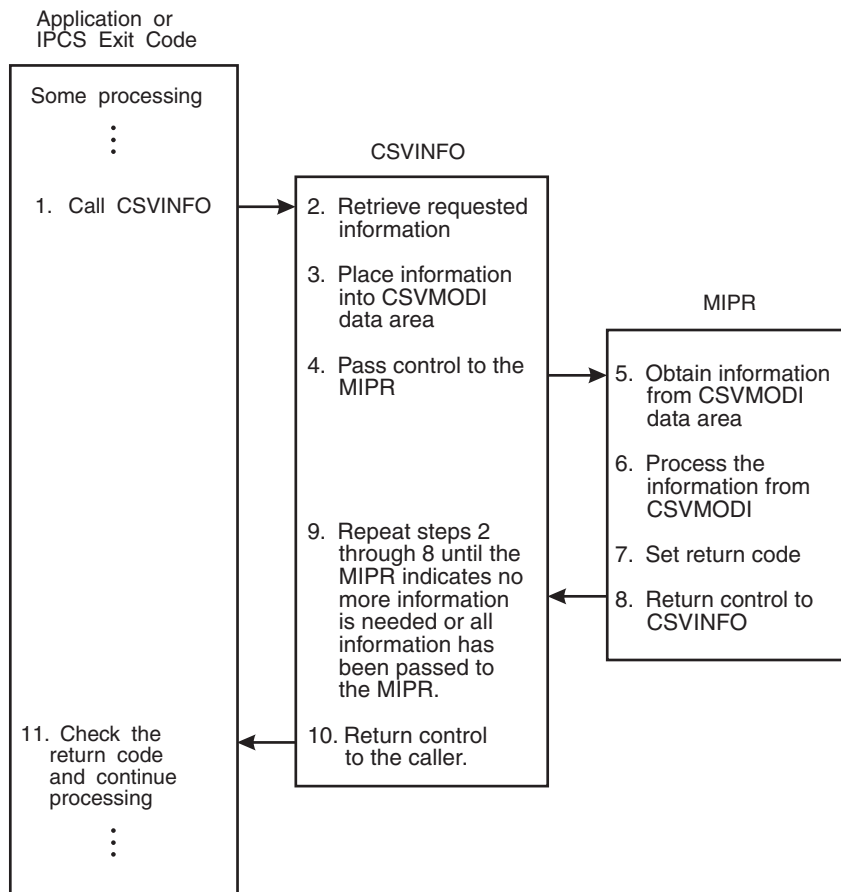 Application or
IPCS Exit Code
Some processing
1. Call CSVINFO
11. Check the
return code
and continue
processing
CSVINFO
2. Retrieve requested
information
3. Place information
into CSVMODI
data area
4. Pass control to the
MIPR
9. Repeat steps 2
through 8 until the
MIPR indicates no
more information
is needed or all
information has
been passed to
the MIPR.
10. Return control
to the caller.
MIPR
5. Obtain information
from CSVMODI
data area
6. Process the
information from
CSVMODI
7. Set return code
8. Return control to
CSVINFO